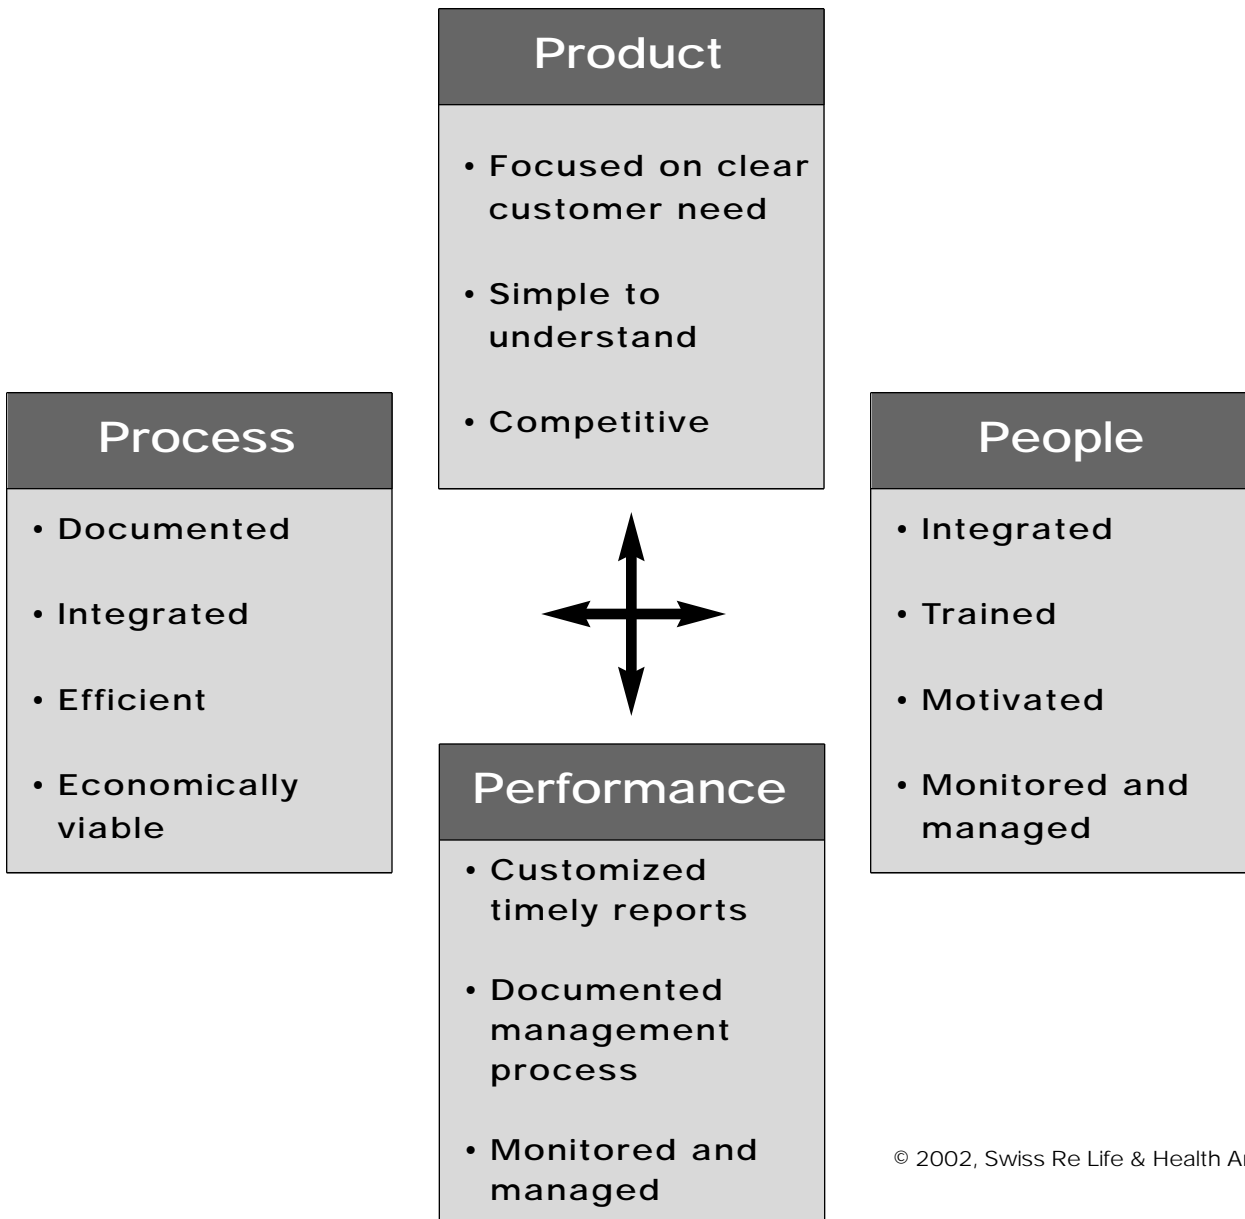 Product
• Focused on clear
customer need
• Simple to
understand
• Competitive
Process
• Documented
• Integrated
• Efficient
• Economically
viable
People
• Integrated
• Trained
• Motivated
• Monitored and
managed
Performance
• Customized
timely reports
• Documented
management
process
• Monitored and
managed
© 2002, Swiss Re Life & Health